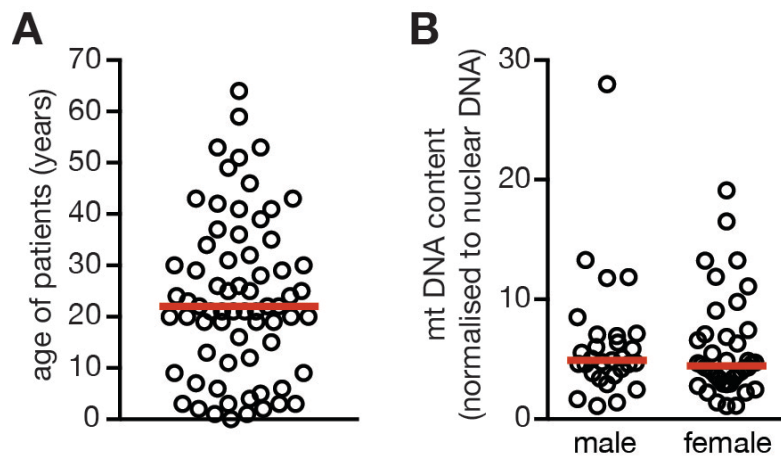 A
age of patients (years)
70
60
50
40
30
20
10
0
B
mt DNA content
(normalised to nuclear DNA)
30
20
10
0
male
female